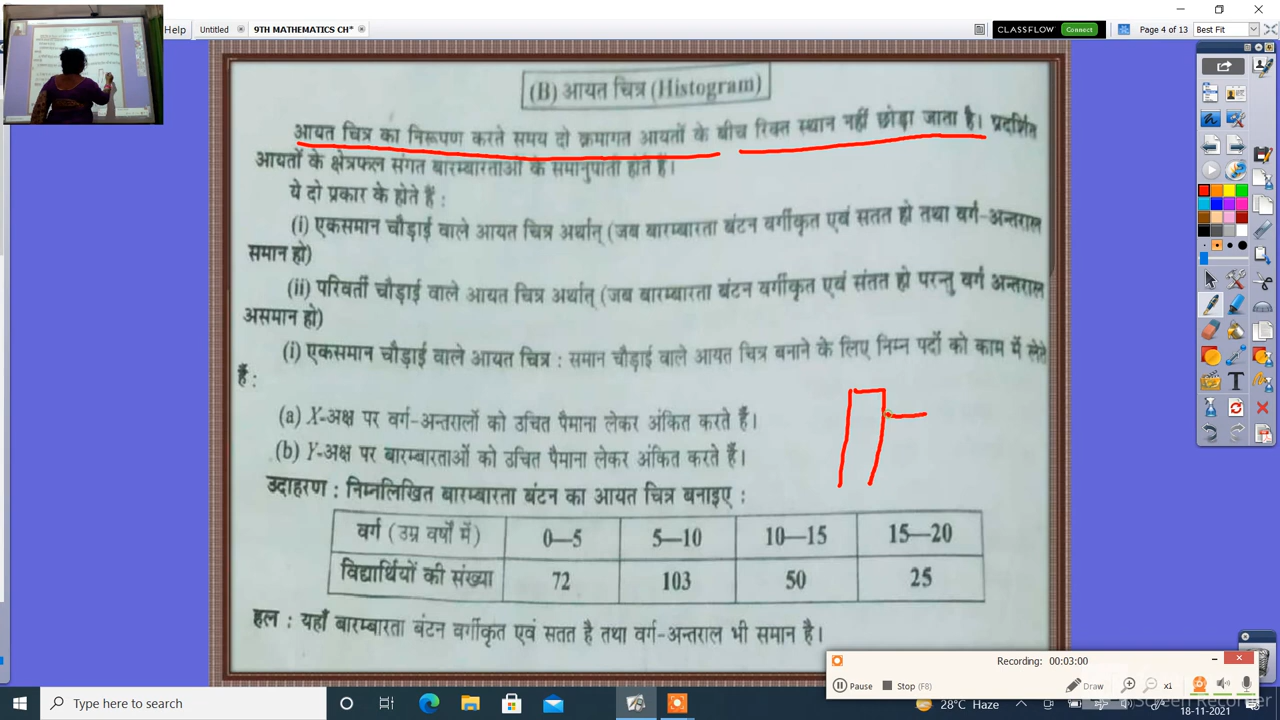 Help
Untitled
9TH MATHEMATICS CH*
CLASSFLOW
Connect
Page 4 of 13
Best Fit
(B) आयत चित्र (Histogram)
आयत चित्र का निरूपण करते समय दो क्रमागत आयतों के बीच रिक्त स्थान नहीं छोड़ा जाता है। प्रदर्शित
आयतों के क्षेत्रफल संगत बारम्बारताओं के समानुपाती होते हैं।
ये दो प्रकार के होते हैं :
(i) एकसमान चौड़ाई वाले आयत चित्र अर्थात् (जब बारम्बारता बंटन वर्गीकृत एवं सतत हो तथा वर्ग-अन्तराल
समान हो)
(ii) परिवर्ती चौड़ाई वाले आयत चित्र अर्थात् (जब बारम्बारता बंटन वर्गीकृत एवं संतत हो परन्तु वर्ग अन्तराल
असमान हो)
(i) एकसमान चौड़ाई वाले आयत चित्र : समान चौड़ाई वाले आयत चित्र बनाने के लिए निम्न पदों को काम में लेते
हैं :
(a) X-अक्ष पर वर्ग-अन्तरालों को उचित पैमाना लेकर अंकित करते हैं।
(b) Y-अक्ष पर बारम्बारताओं को उचित पैमाना लेकर अंकित करते हैं।
उदाहरण : निम्नलिखित बारम्बारता बंटन का आयत चित्र बनाइए :
वर्ग (उम्र वर्षों में) 0—5 5—10 10—15 15—20
विद्यार्थियों की संख्या 72 103 50 25
हल : यहाँ बारम्बारता बंटन वर्गीकृत एवं सतत है तथा वर्ग-अन्तराल भी समान है।
Recording: 00:03:00
Pause
Stop (F8)
Draw
x1
Type here to search
28°C Haze
18-11-2021